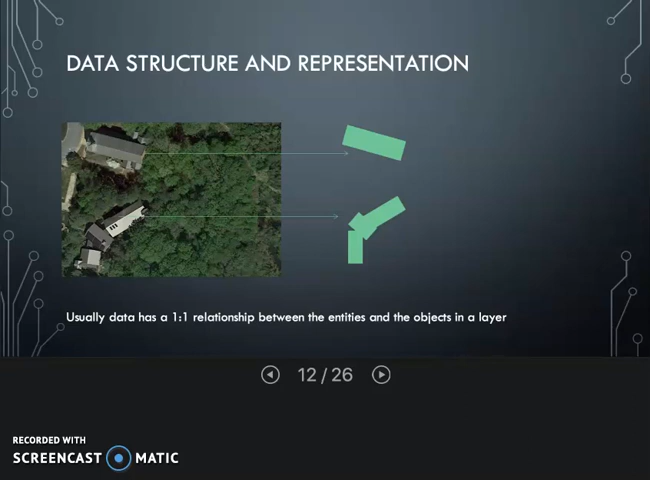 DATA STRUCTURE AND REPRESENTATION
Usually data has a 1:1 relationship between the entities and the objects in a layer
12 / 26
RECORDED WITH
SCREENCAST MATIC